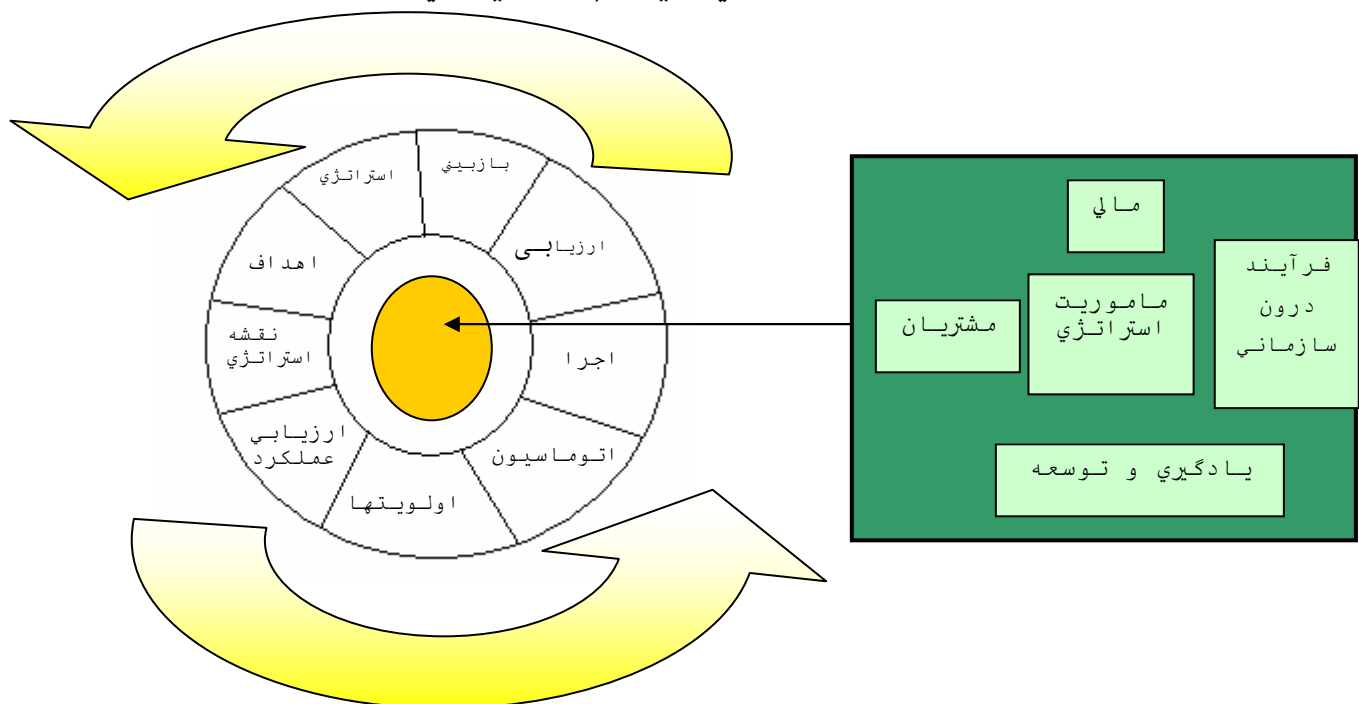 بازبيني
استراتژي
ارزيابی
اهداف
اجرا
نقشه
استراتژي
ارزيابي
عملكرد
اتوماسيون
اولويتها
مالي
فرآيند
درون
سازماني
ماموريت
استراتژي
مشتريان
يادگيري و توسعه